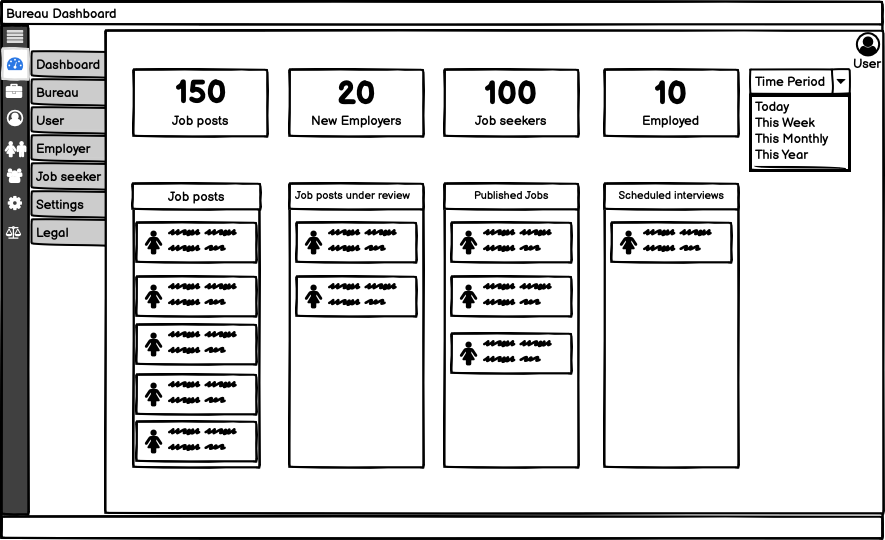 Bureau Dashboard
User
Dashboard
Bureau
User
Employer
Job seeker
Settings
Legal
150
Job posts
20
New Employers
100
Job seekers
10
Employed
Time Period
Today
This Week
This Monthly
This Year
Job posts
Job posts under review
Published Jobs
Scheduled interviews